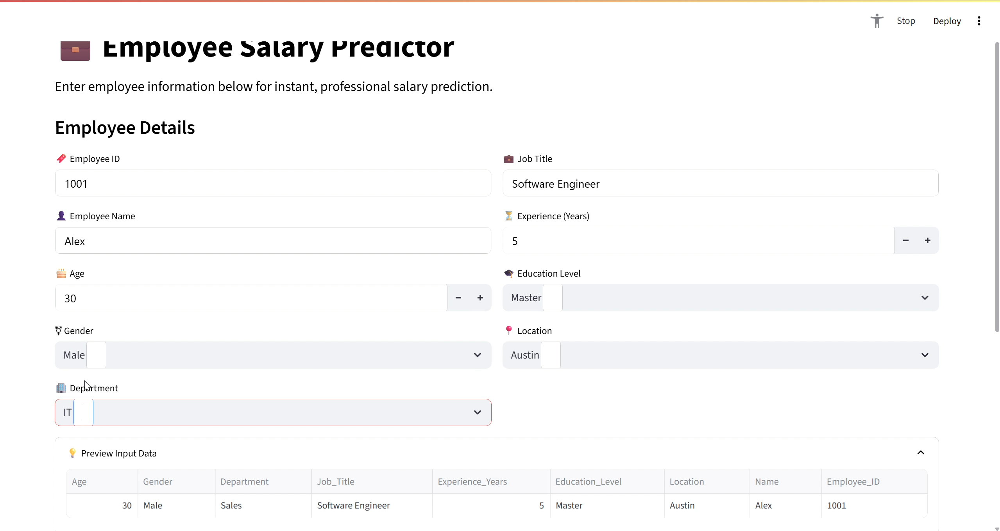 Stop Deploy
Employee Salary Predictor
Enter employee information below for instant, professional salary prediction.
Employee Details
Employee ID
1001
Job Title
Software Engineer
Employee Name
Alex
Experience (Years)
5
Age
30
Education Level
Master
Gender
Male
Location
Austin
Department
IT
Preview Input Data
Age Gender Department Job_Title Experience_Years Education_Level Location Name Employee_ID
30 Male Sales Software Engineer 5 Master Austin Alex 1001